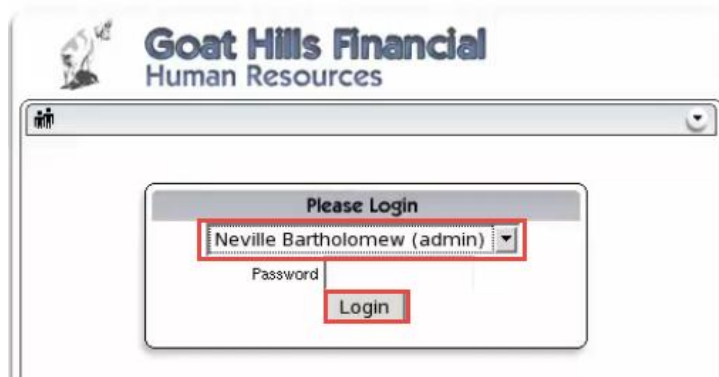 Goat Hills Financial
Human Resources
Please Login
Neville Bartholomew (admin)
Password
Login